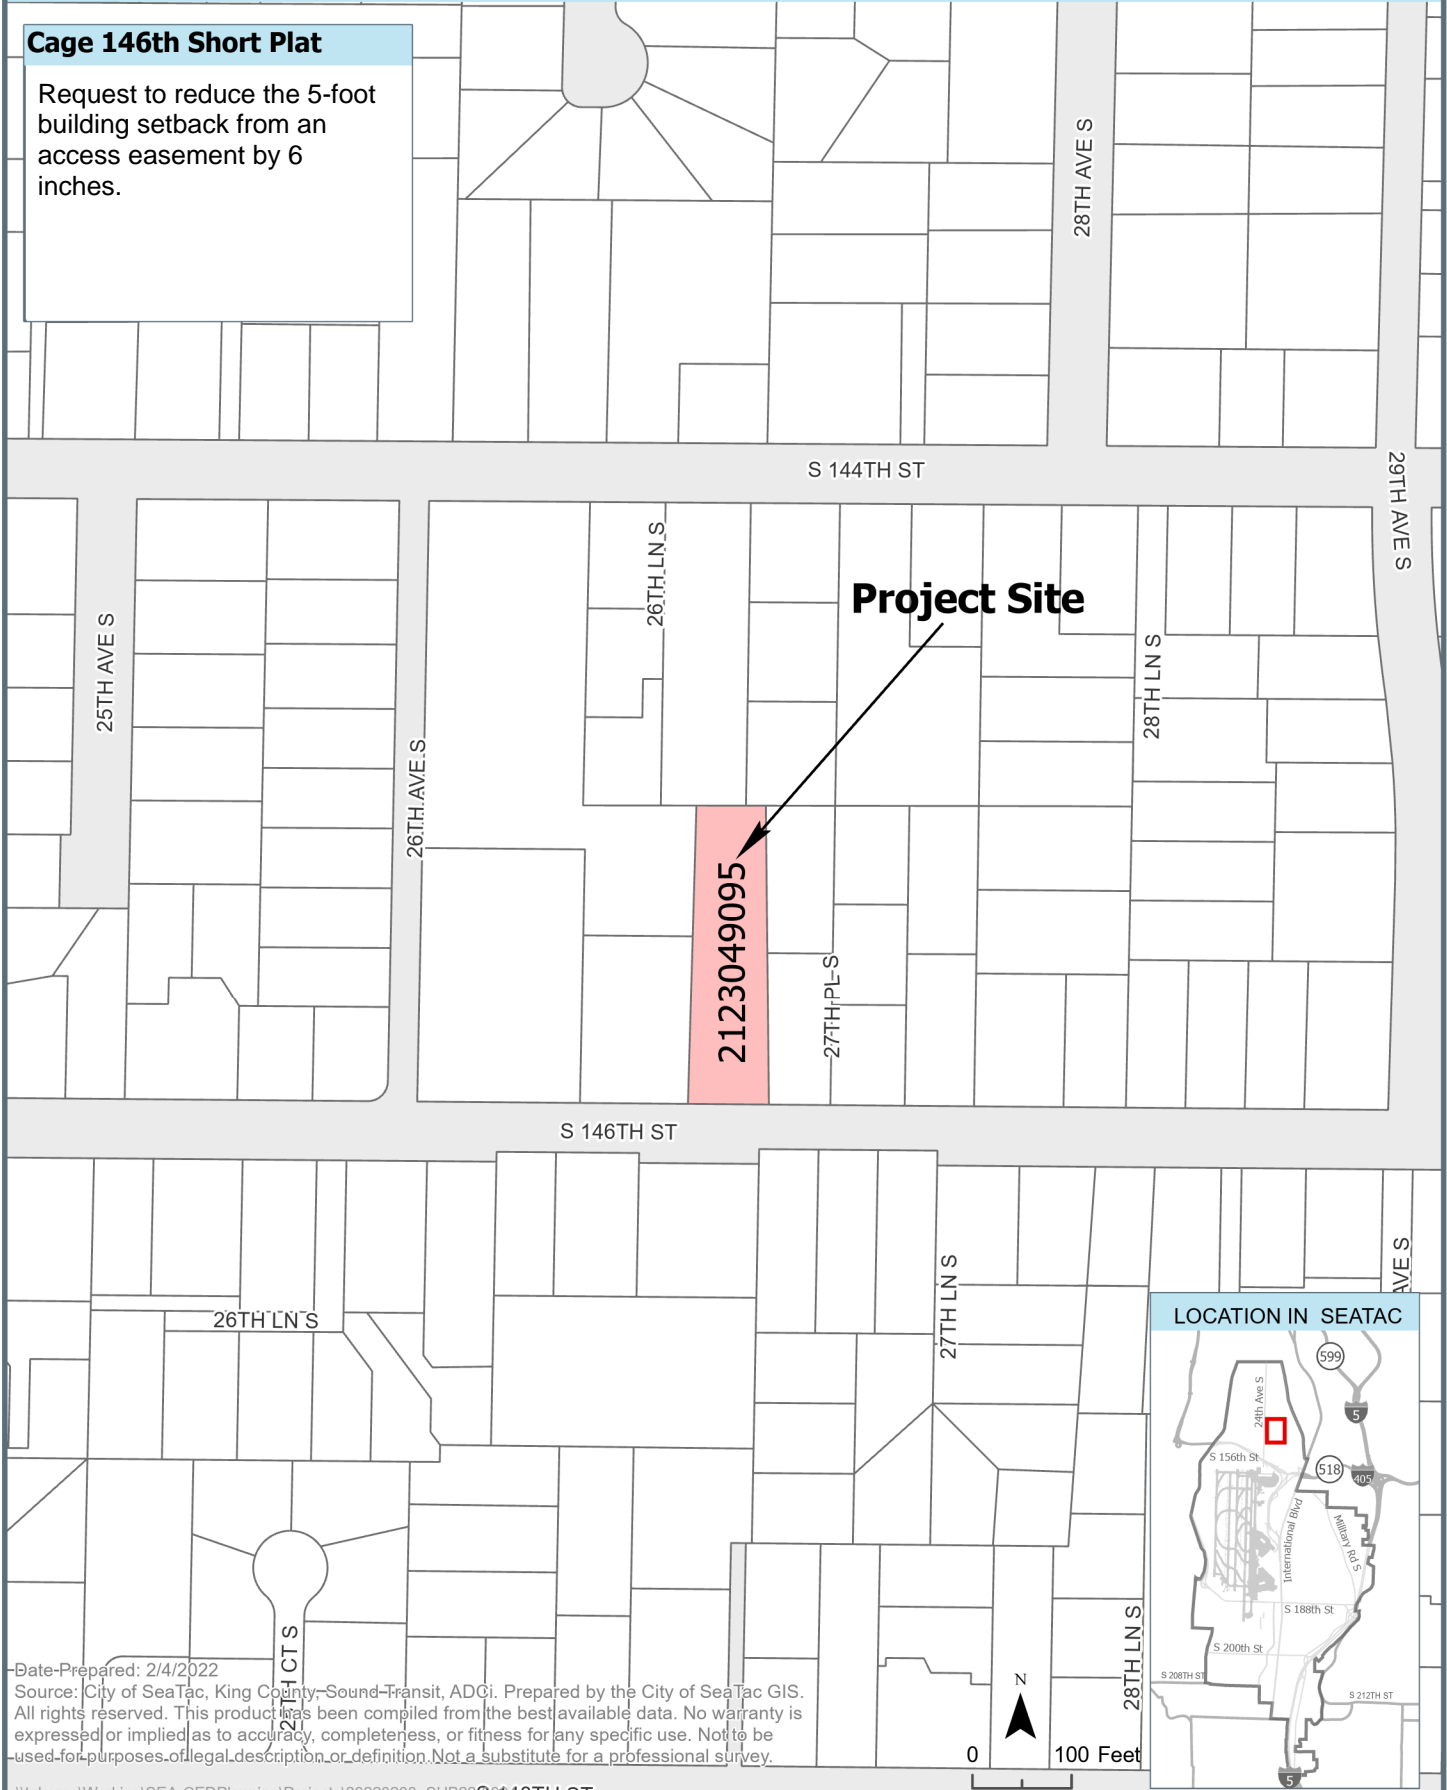 Cage 146th Short Plat
Request to reduce the 5-foot
building setback from an
access easement by 6
inches.
28TH AVE S
S 144TH ST
29TH AVE S
26TH LN S
Project Site
25TH AVE S
28TH LN S
26TH AVE S
2123049095
27TH PL S
S 146TH ST
27TH LN S
AVE S
26TH LN S
LOCATION IN SEATAC
599
24th Ave S
5
S 156th St
518
405
International Blvd
Military Rd S
S 188th St
S 200th St
S 208TH ST
S 212TH ST
5
28TH LN S
CT S
N
0 100 Feet
Date Prepared: 2/4/2022
Source: City of SeaTac, King County, Sound Transit, ADCi. Prepared by the City of SeaTac GIS.
All rights reserved. This product has been compiled from the best available data. No warranty is
expressed or implied as to accuracy, completeness, or fitness for any specific use. Not to be
used for purposes of legal description or definition.Not a substitute for a professional survey.